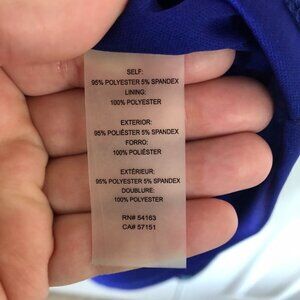 SELF:
95% POLYESTER 5% SPANDEX
LINING:
100% POLYESTER
EXTERIOR:
95% POLIÉSTER 5% SPANDEX
FORRO:
100% POLIÉSTER
EXTÉRIEUR:
95% POLYESTER 5% SPANDEX
DOUBLURE:
100% POLYESTER
RN# 54163
CA# 57151